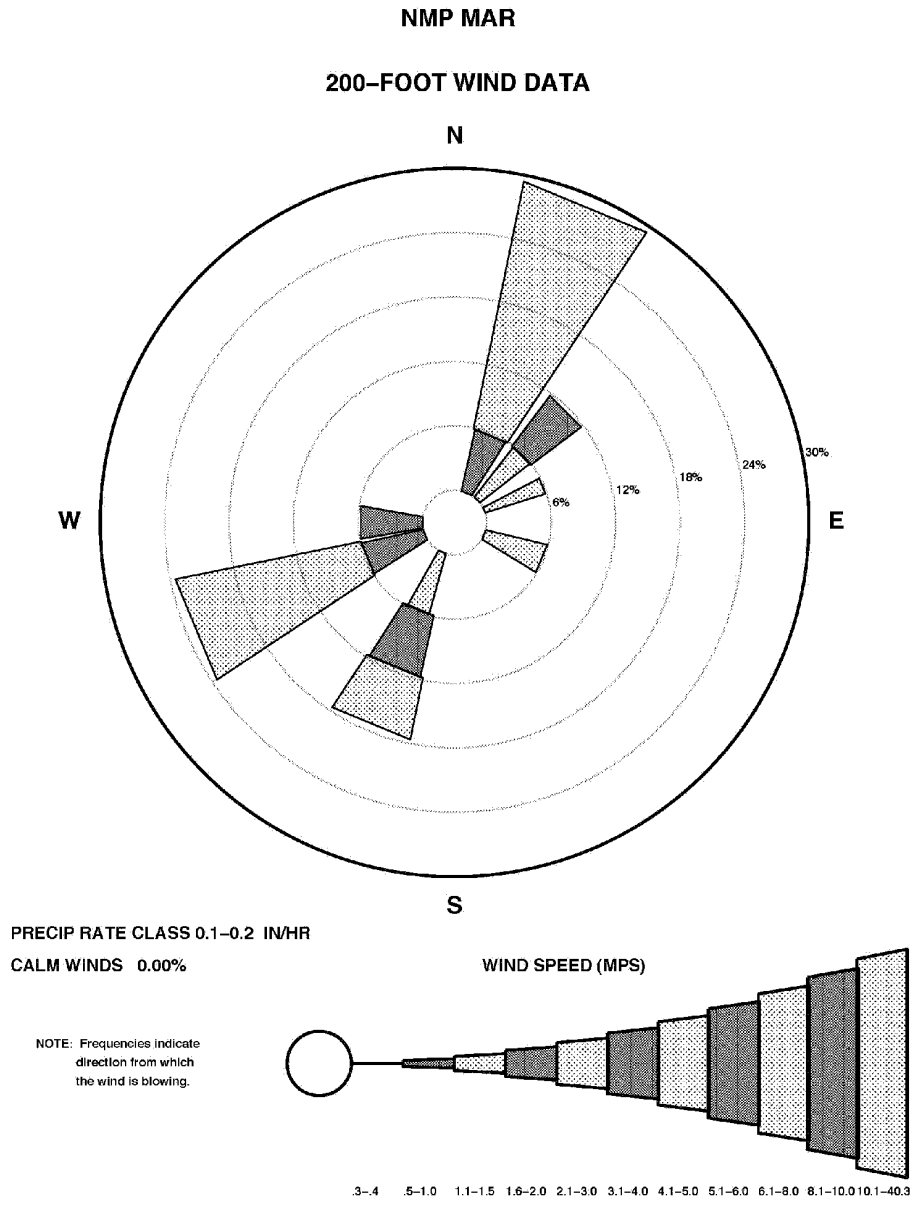 NMP MAR
200–FOOT WIND DATA
N
30%
24%
18%
12%
6%
W
E
S
PRECIP RATE CLASS 0.1–0.2 IN/HR
CALM WINDS 0.00%
WIND SPEED (MPS)
NOTE: Frequencies indicate
direction from which
the wind is blowing.
.3–.4 .5–1.0 1.1–1.5 1.6–2.0 2.1–3.0 3.1–4.0 4.1–5.0 5.1–6.0 6.1–8.0 8.1–10.0 10.1–40.3